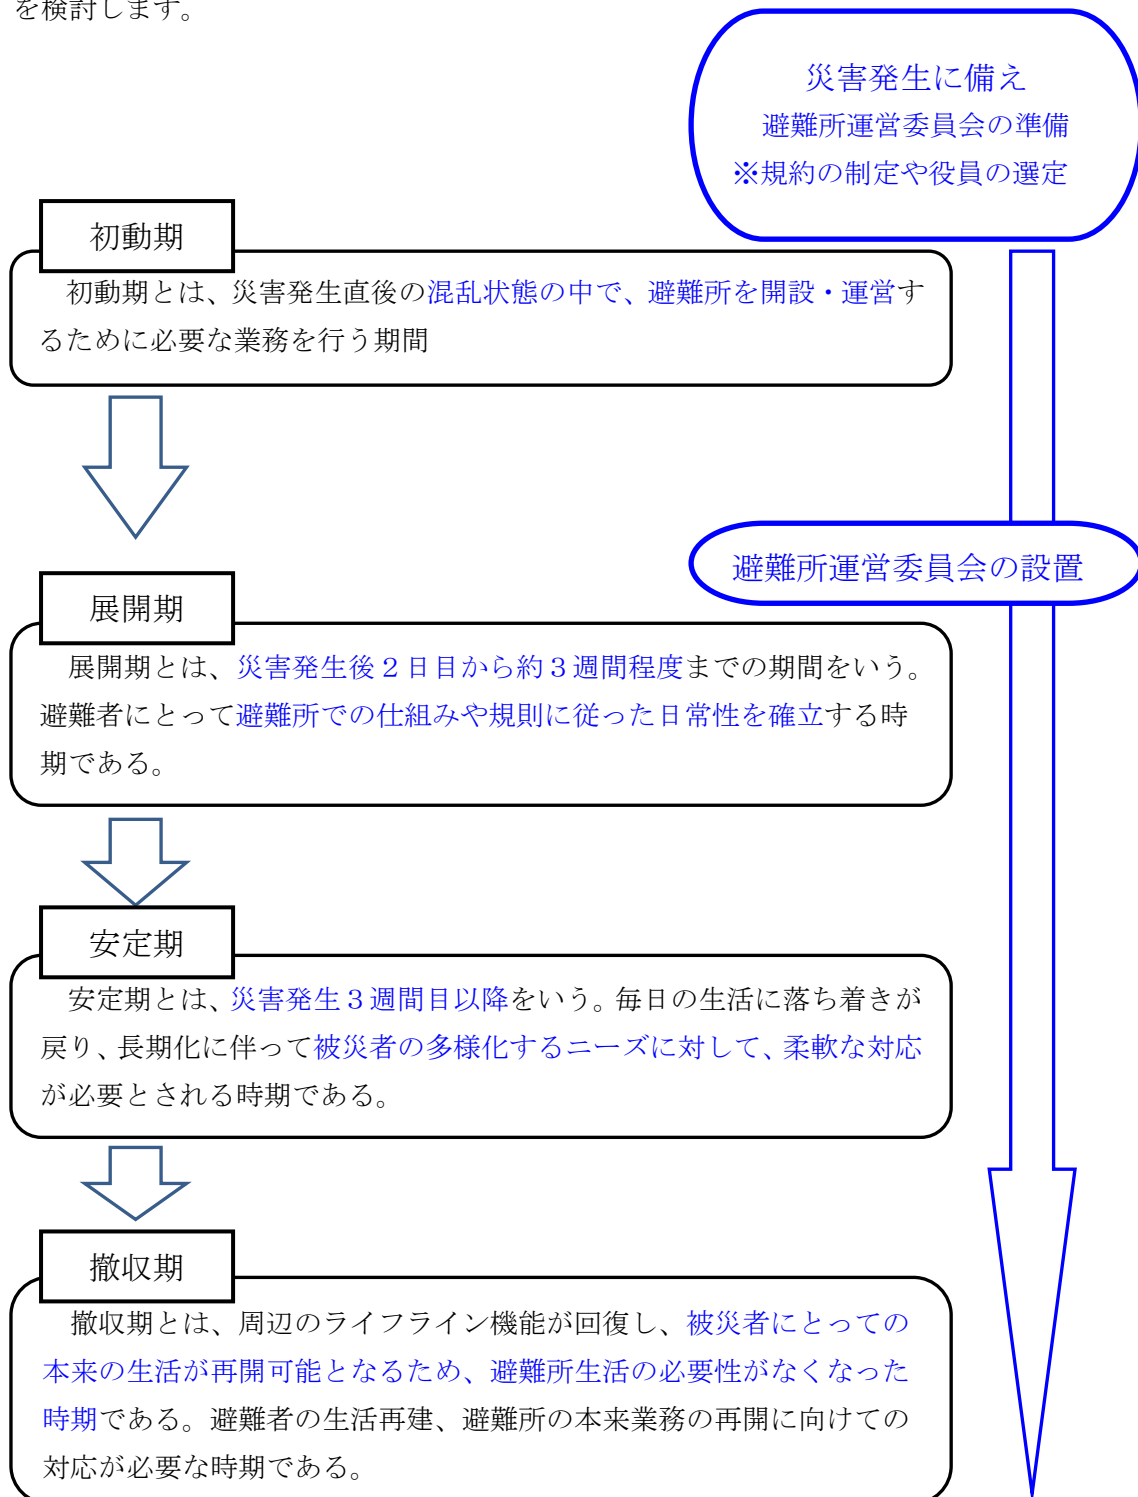 を検討します。
災害発生に備え
避難所運営委員会の準備
※規約の制定や役員の選定
初動期
初動期とは、災害発生直後の混乱状態の中で、避難所を開設・運営す
るために必要な業務を行う期間
避難所運営委員会の設置
展開期
展開期とは、災害発生後２日目から約３週間程度までの期間をいう。
避難者にとって避難所での仕組みや規則に従った日常性を確立する時
期である。
安定期
安定期とは、災害発生３週間目以降をいう。毎日の生活に落ち着きが
戻り、長期化に伴って被災者の多様化するニーズに対して、柔軟な対応
が必要とされる時期である。
撤収期
撤収期とは、周辺のライフライン機能が回復し、被災者にとっての
本来の生活が再開可能となるため、避難所生活の必要性がなくなった
時期である。避難者の生活再建、避難所の本来業務の再開に向けての
対応が必要な時期である。